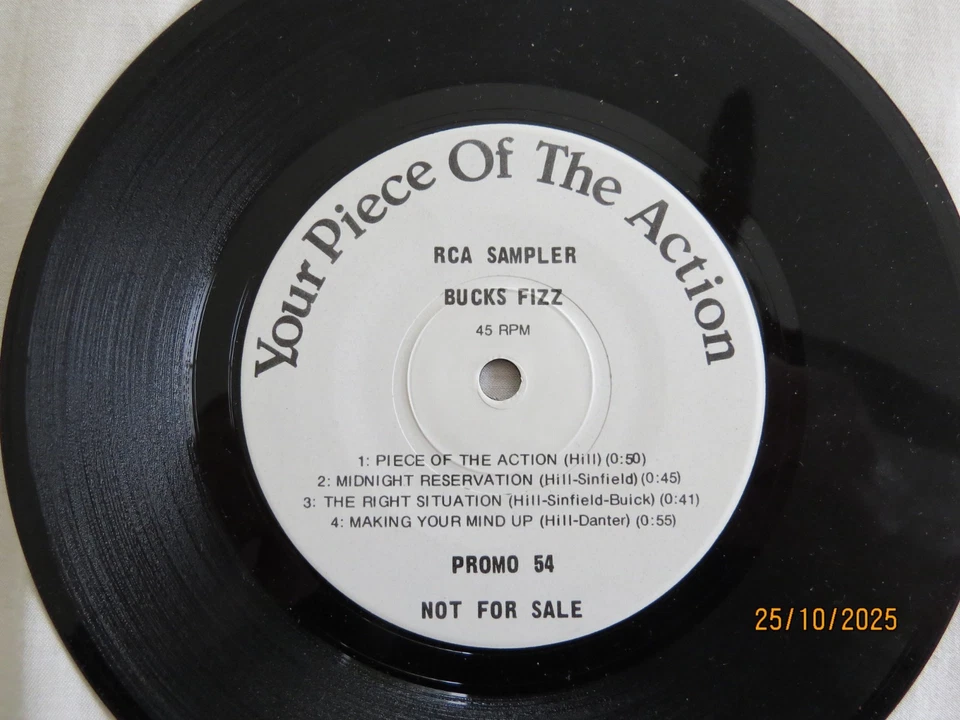 Your Piece Of The Action
RCA SAMPLER
BUCKS FIZZ
45 RPM
1: PIECE OF THE ACTION (Hill) (0:50)
2: MIDNIGHT RESERVATION (Hill-Sinfield) (0:45)
3: THE RIGHT SITUATION (Hill-Sinfield-Buick) (0:41)
4: MAKING YOUR MIND UP (Hill-Danter) (0:55)
PROMO 54
NOT FOR SALE
25/10/2025